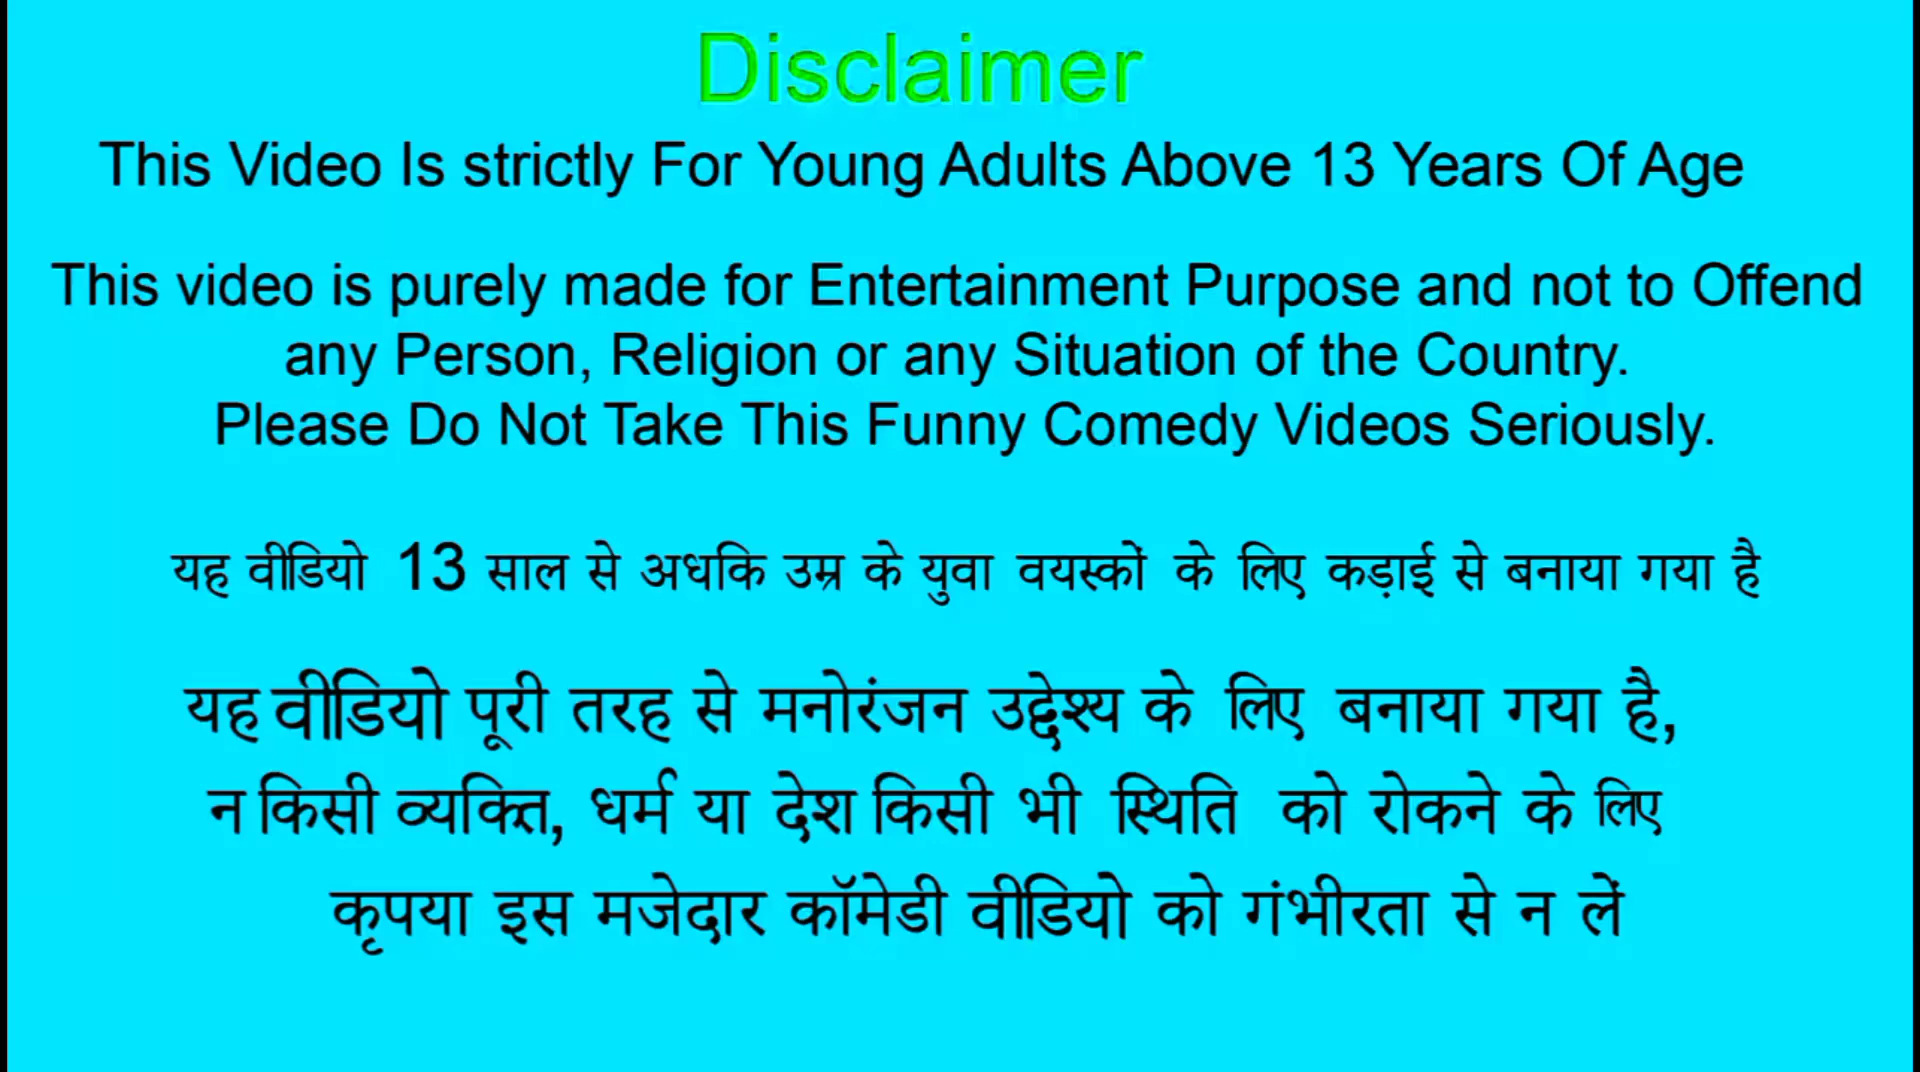 Disclaimer
This Video Is strictly For Young Adults Above 13 Years Of Age
This video is purely made for Entertainment Purpose and not to Offend
any Person, Religion or any Situation of the Country.
Please Do Not Take This Funny Comedy Videos Seriously.
यह वीडियो 13 साल से अधकि उम्र के युवा वयस्कों के लिए कड़ाई से बनाया गया है
यह वीडियो पूरी तरह से मनोरंजन उद्देश्य के लिए बनाया गया है,
न किसी व्यक्ति, धर्म या देश किसी भी स्थिति को रोकने के लिए
कृपया इस मजेदार कॉमेडी वीडियो को गंभीरता से न लें